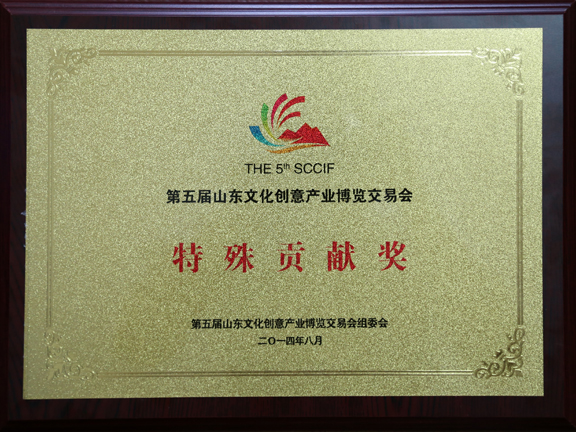 THE 5th SCCIF
第五届山东文化创意产业博览交易会
特殊贡献奖
第五届山东文化创意产业博览交易会组委会
二〇一四年八月